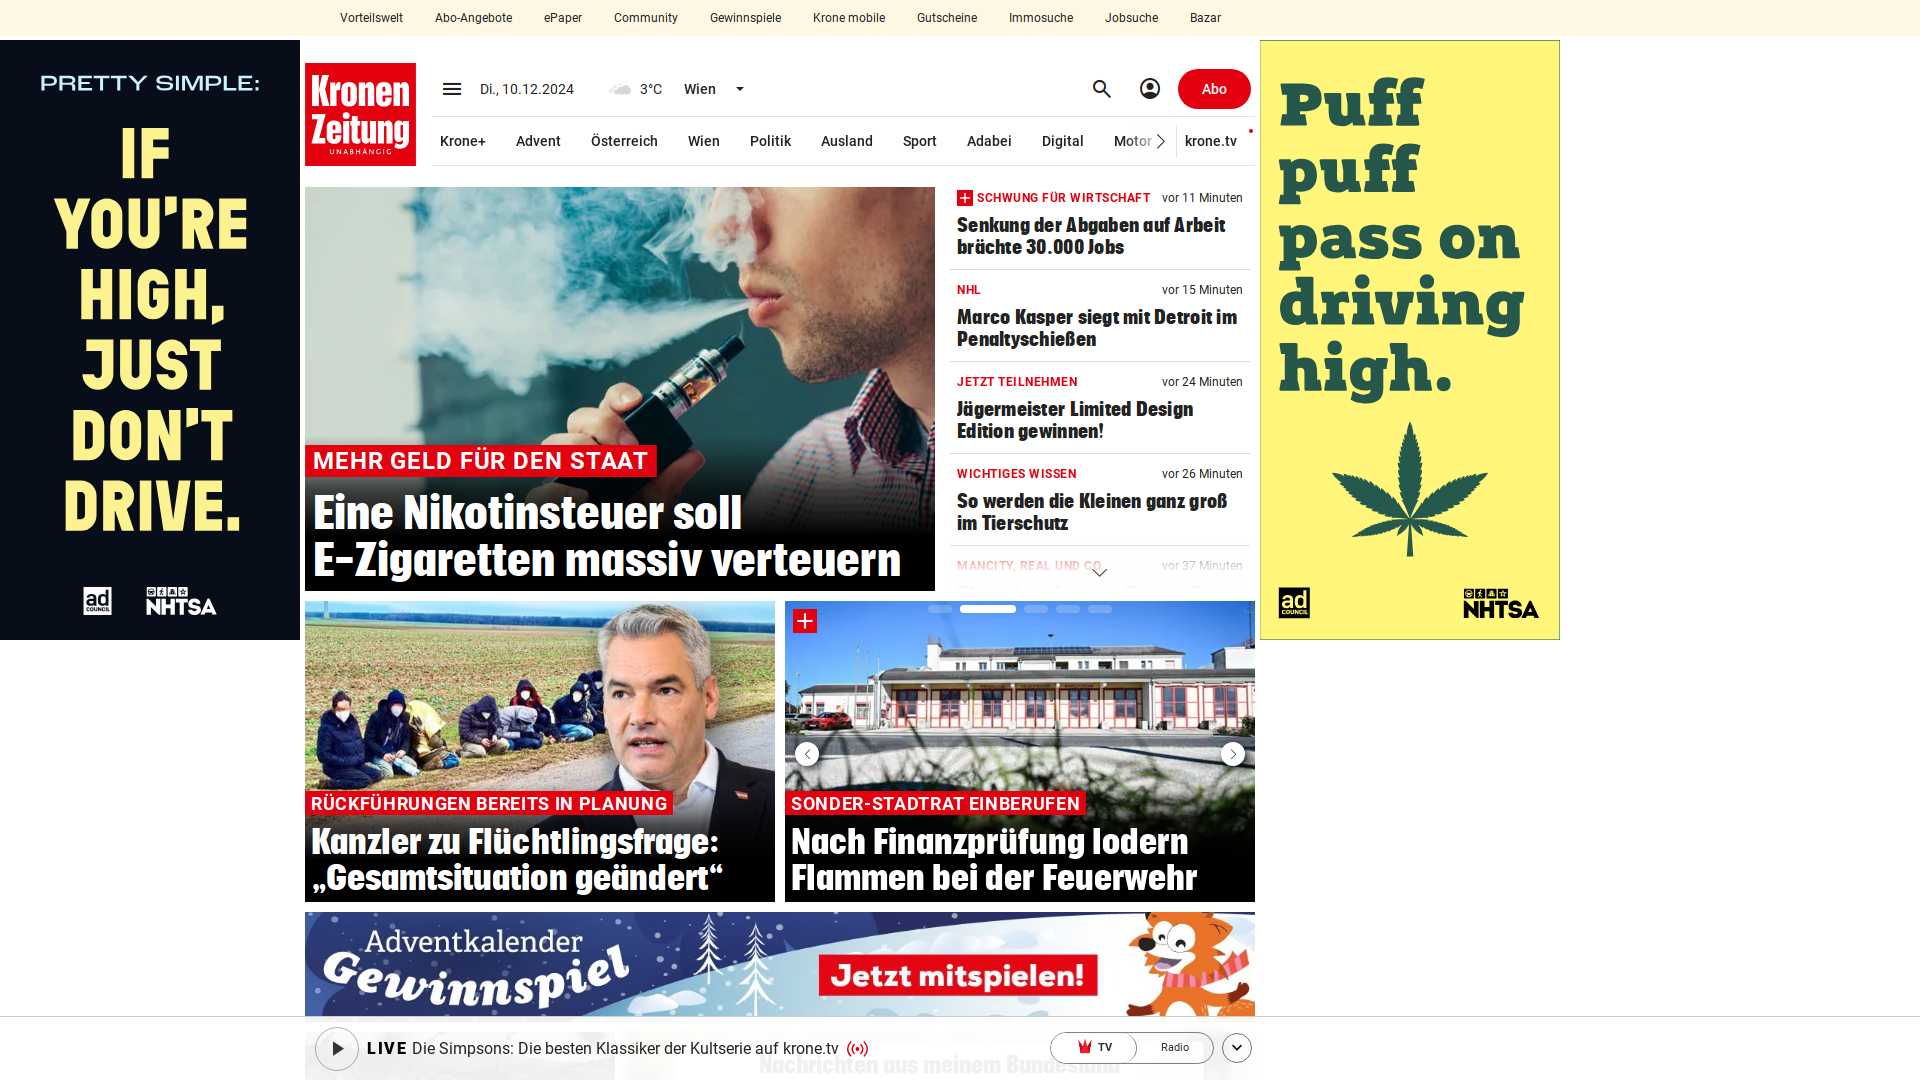 Vorteilswelt Abo-Angebote ePaper Community Gewinnspiele Krone mobile Gutscheine Immosuche Jobsuche Bazar
PRETTY SIMPLE:
IF
YOU'RE
HIGH,
JUST
DON'T
DRIVE.
ad
COUNCIL
NHTSA
Kronen
Zeitung
UNABHÄNGIG
Di., 10.12.2024 3°C Wien Abo
Krone+ Advent Österreich Wien Politik Ausland Sport Adabei Digital Motor krone.tv
MEHR GELD FÜR DEN STAAT
Eine Nikotinsteuer soll
E-Zigaretten massiv verteuern
SCHWUNG FÜR WIRTSCHAFT vor 11 Minuten
Senkung der Abgaben auf Arbeit
brächte 30.000 Jobs
NHL vor 15 Minuten
Marco Kasper siegt mit Detroit im
Penaltyschießen
JETZT TEILNEHMEN vor 24 Minuten
Jägermeister Limited Design
Edition gewinnen!
WICHTIGES WISSEN vor 26 Minuten
So werden die Kleinen ganz groß
im Tierschutz
MANCITY, REAL UND CO. vor 37 Minuten
RÜCKFÜHRUNGEN BEREITS IN PLANUNG
Kanzler zu Flüchtlingsfrage:
„Gesamtsituation geändert“
SONDER-STADTRAT EINBERUFEN
Nach Finanzprüfung lodern
Flammen bei der Feuerwehr
Adventkalender
Gewinnspiel
Jetzt mitspielen!
LIVE Die Simpsons: Die besten Klassiker der Kultserie auf krone.tv TV Radio
Nachrichten aus meinem Bundesland
Puff
puff
pass on
driving
high.
ad
COUNCIL
NHTSA